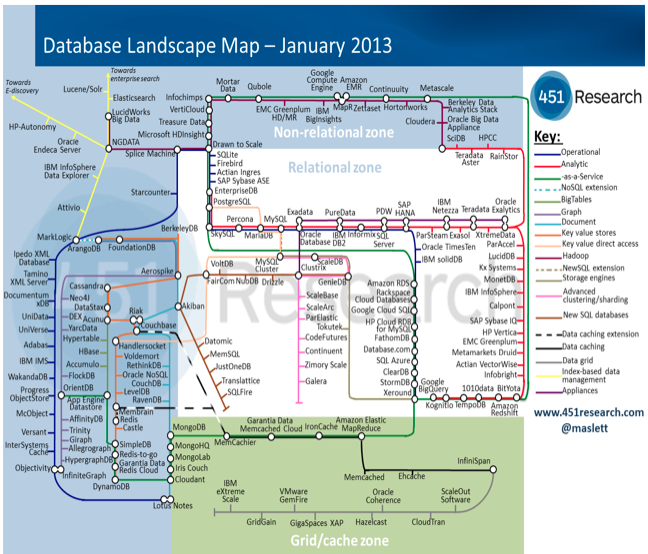 Database Landscape Map – January 2013
451 Research
Key:
Operational
Analytic
-as-a-Service
NoSQL extension
BigTables
Graph
Document
Key value stores
Key value direct access
Hadoop
NewSQL extension
Storage engines
Advanced
clustering/sharding
New SQL databases
Data caching extension
Data caching
Data grid
Index-based data
management
Appliances
www.451research.com
@maslett
Non-relational zone
Relational zone
Grid/cache zone
451 Research
Towards
E-discovery
Towards
enterprise search
Lucene/Solr
Elasticsearch
LucidWorks
Big Data
HP-Autonomy
Oracle
Endeca Server
NGDATA
IBM InfoSphere
Data Explorer
Attivio
Splice Machine
Starcounter
MarkLogic
ArangoDB
FoundationDB
BerkeleyDB
Infochimps
VertiCloud
Treasure Data
Microsoft HDInsight
Drawn to Scale
Mortar
Data
Qubole
Google
Compute
Engine
Amazon
EMR
Continuuity
Metascale
EMC Greenplum
HD/MR
IBM
BigInsights
MapR
Zettaset
Hortonworks
Cloudera
Berkeley Data
Analytics Stack
Oracle Big Data
Appliance
SciDB
HPCC
Teradata
Aster
RainStor
SQLite
Firebird
Actian Ingres
SAP Sybase ASE
EnterpriseDB
PostgreSQL
SkySQL
Percona
MariaDB
MySQL
Exadata
Oracle
Database
PureData
IBM
DB2
Informix
PDW
SQL
Server
SAP
HANA
IBM
Netezza
Teradata
Oracle
Exalytics
ParStream
Exasol
XtremeData
Oracle TimesTen
IBM solidDB
ParAccel
LucidDB
Kx Systems
MonetDB
IBM InfoSphere
Calpont
SAP Sybase IQ
HP Vertica
EMC Greenplum
Metamarkets Druid
Actian VectorWise
Infobright
Ipedo XML
Database
Tamino
XML Server
Documentum
xDB
UniData
UniVerse
Adabas
IBM IMS
WakandaDB
Progress
ObjectStore
McObject
Versant
InterSystems
Cache
Objectivity
Aerospike
Cassandra
Neo4J
DataStax
DEX
Acunu
YarcData
Hypertable
HBase
Accumulo
FlockDB
OrientDB
App Engine
Datastore
AffinityDB
Trinity
Giraph
Allegrograph
HypergraphDB
InfiniteGraph
Riak
Couchbase
Akiban
Handlersocket
Voldemort
RethinkDB
Oracle NoSQL
CouchDB
LevelDB
RavenDB
Membrain
Redis
Castle
SimpleDB
Redis-to-go
Garantia Data
Redis Cloud
DynamoDB
Lotus Notes
MongoDB
MongoHQ
MongoLab
Iris Couch
Cloudant
VoltDB
FairCom
NuoDB
Drizzle
MySQL
Cluster
Clustrix
ScaleDB
GenieDB
ScaleBase
ScaleArc
ParElastic
Tokutek
CodeFutures
Continuent
Zimory Scale
Galera
Datomic
MemSQL
JustOneDB
Translattice
SQLFire
Amazon RDS
Rackspace
Cloud Databases
Google Cloud SQL
HP Cloud RDB
for MySQL
FathomDB
Database.com
SQL Azure
ClearDB
StormDB
Xeround
Google
BigQuery
Kognitio
TempoDB
1010data
BitYota
Amazon
Redshift
MemCachier
Garantia Data
Memcached Cloud
IronCache
Amazon Elastic
MapReduce
Memcached
Ehcache
InfiniSpan
IBM
eXtreme
Scale
VMware
GemFire
Oracle
Coherence
ScaleOut
Software
GridGain
GigaSpaces XAP
Hazelcast
CloudTran